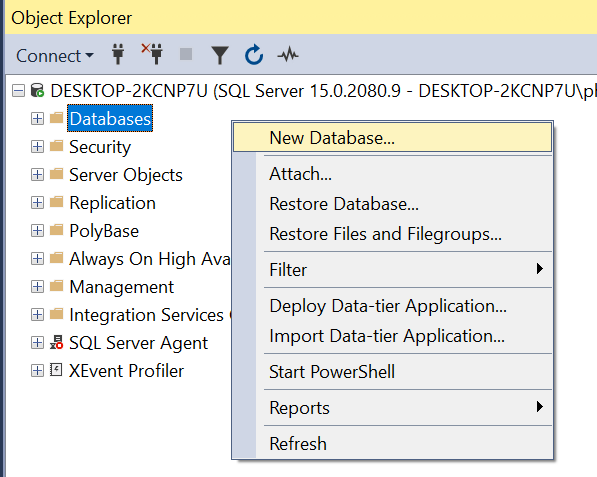 Object Explorer
Connect
DESKTOP-2KCNP7U (SQL Server 15.0.2080.9 - DESKTOP-2KCNP7U\
Databases
Security
Server Objects
Replication
PolyBase
Always On High
Management
Integration Services
SQL Server Agent
XEvent Profiler
New Database...
Attach...
Restore Database...
Restore Files and Filegroups...
Filter
Deploy Data-tier Application...
Import Data-tier Application...
Start PowerShell
Reports
Refresh